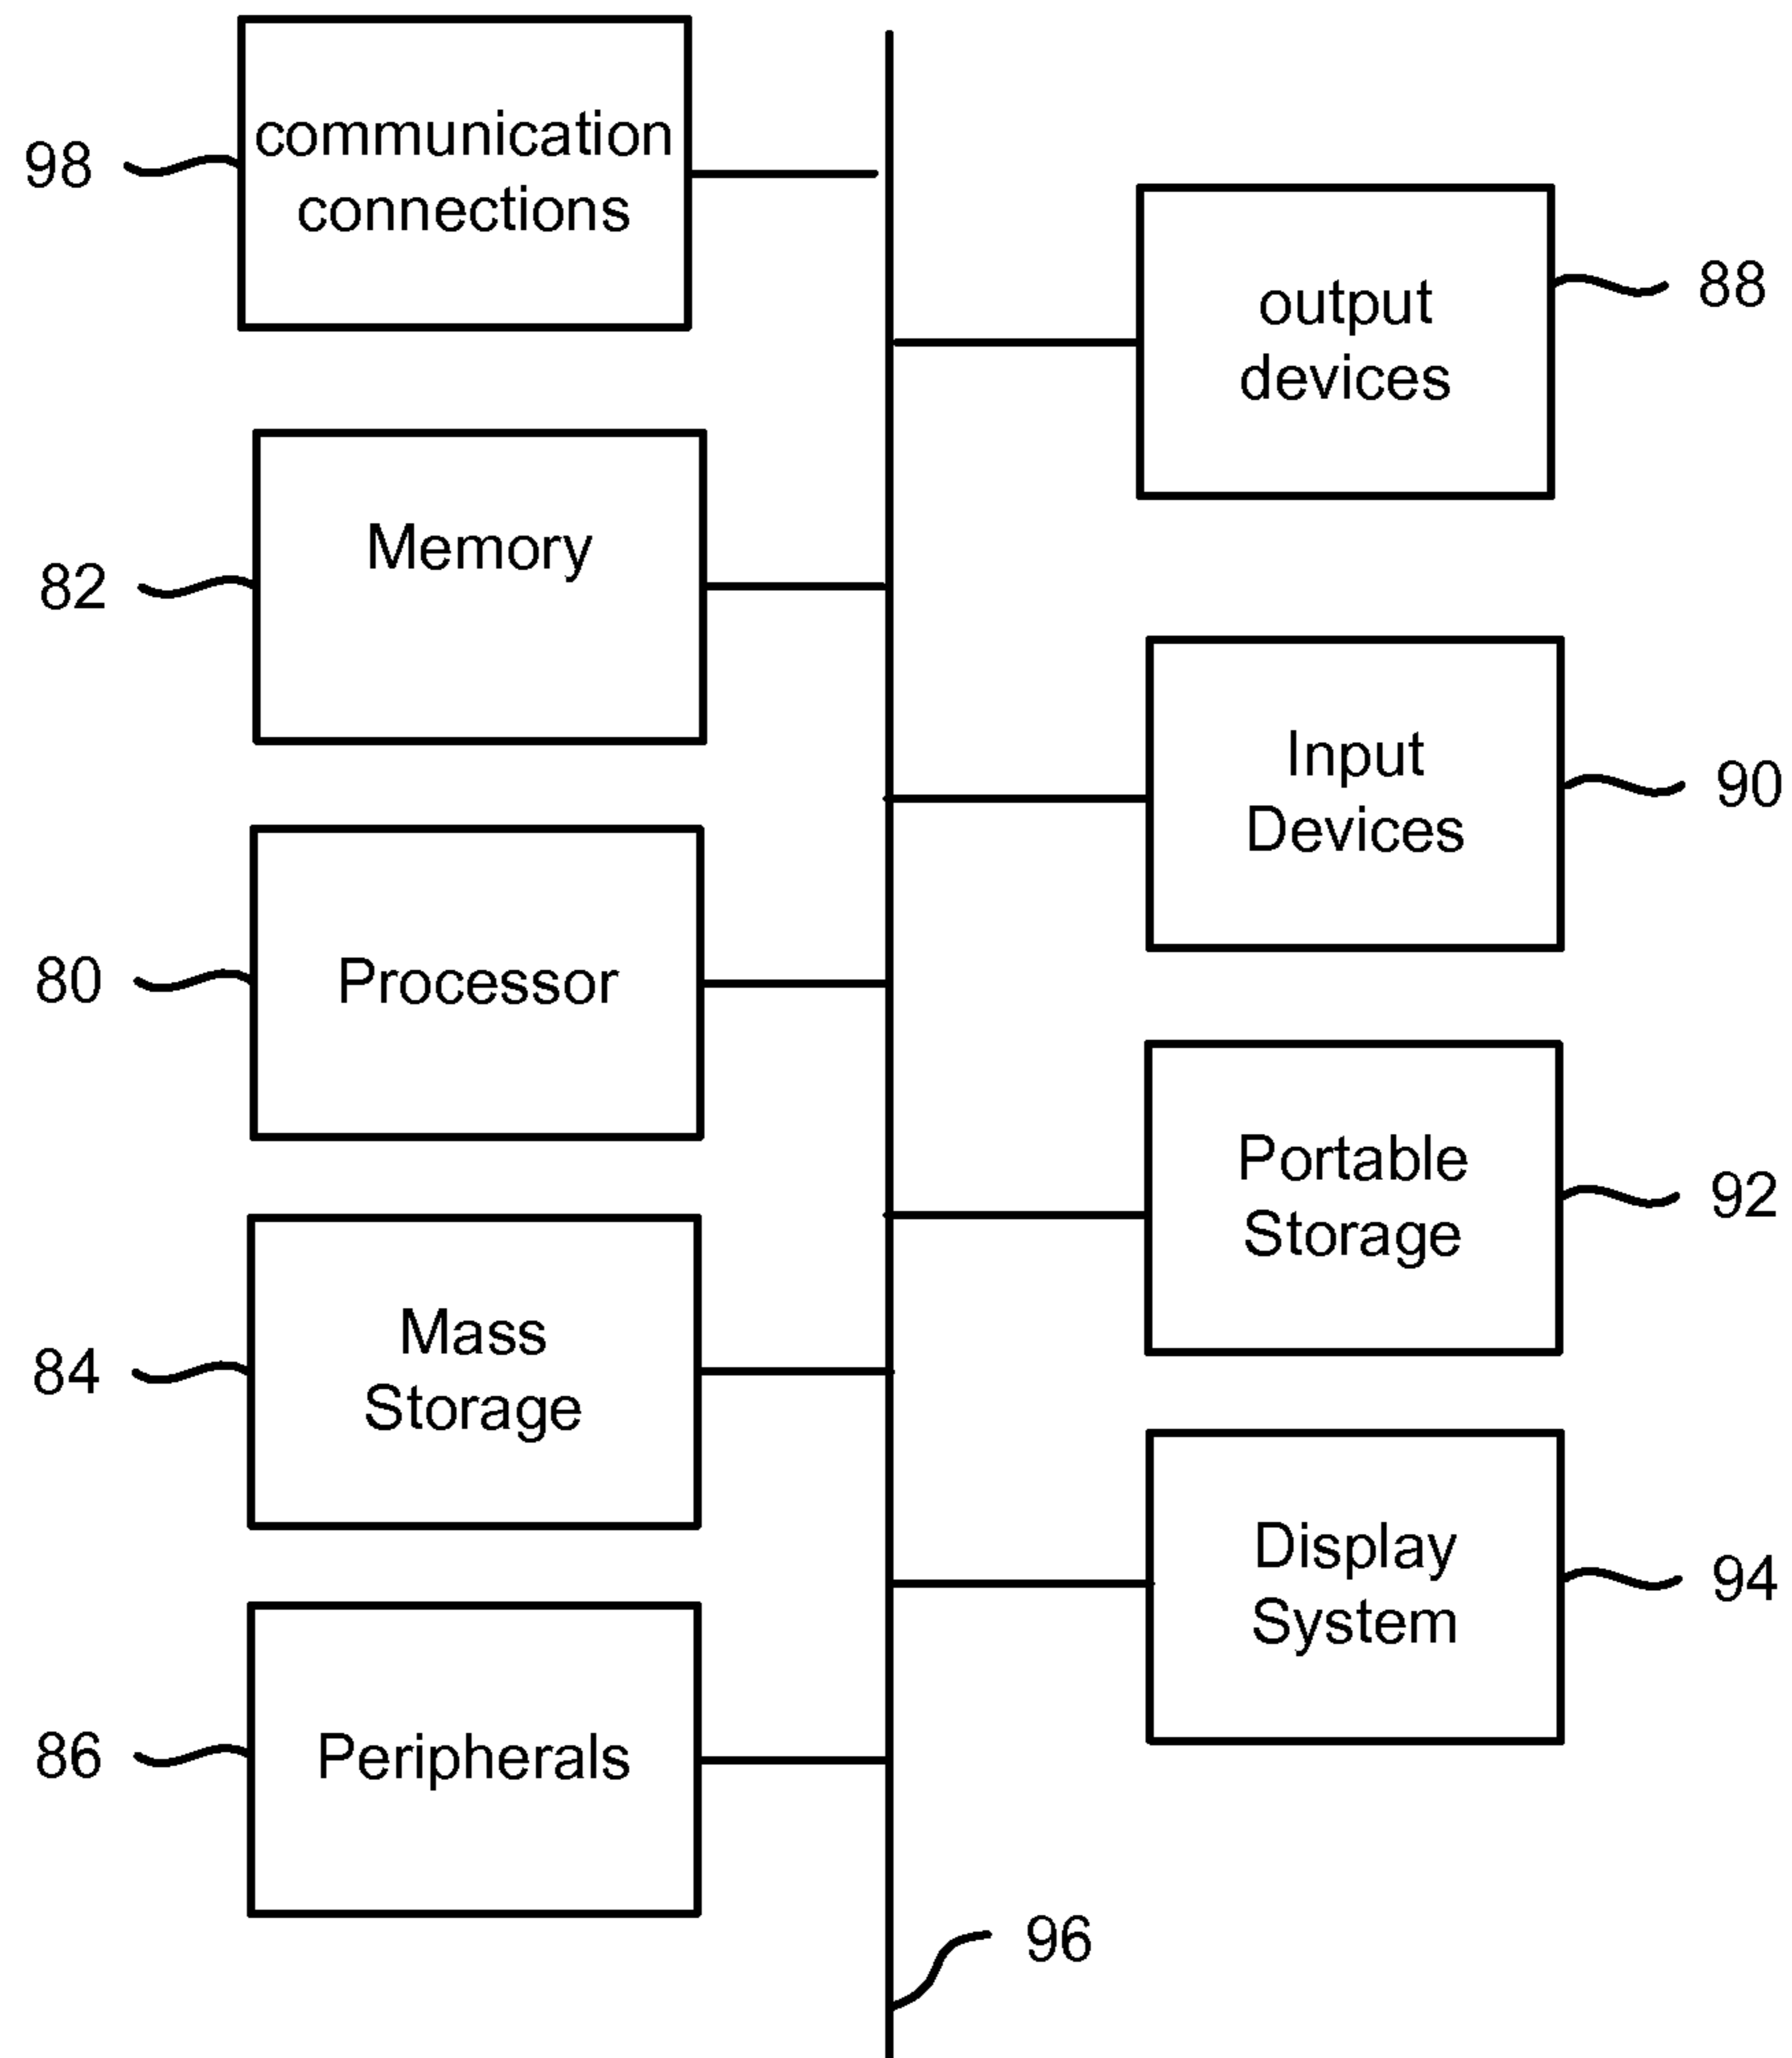 98
communication
connections
output
devices
88
82
Memory
Input
Devices
90
80
Processor
Portable
Storage
92
84
Mass
Storage
Display
System
94
86
Peripherals
96